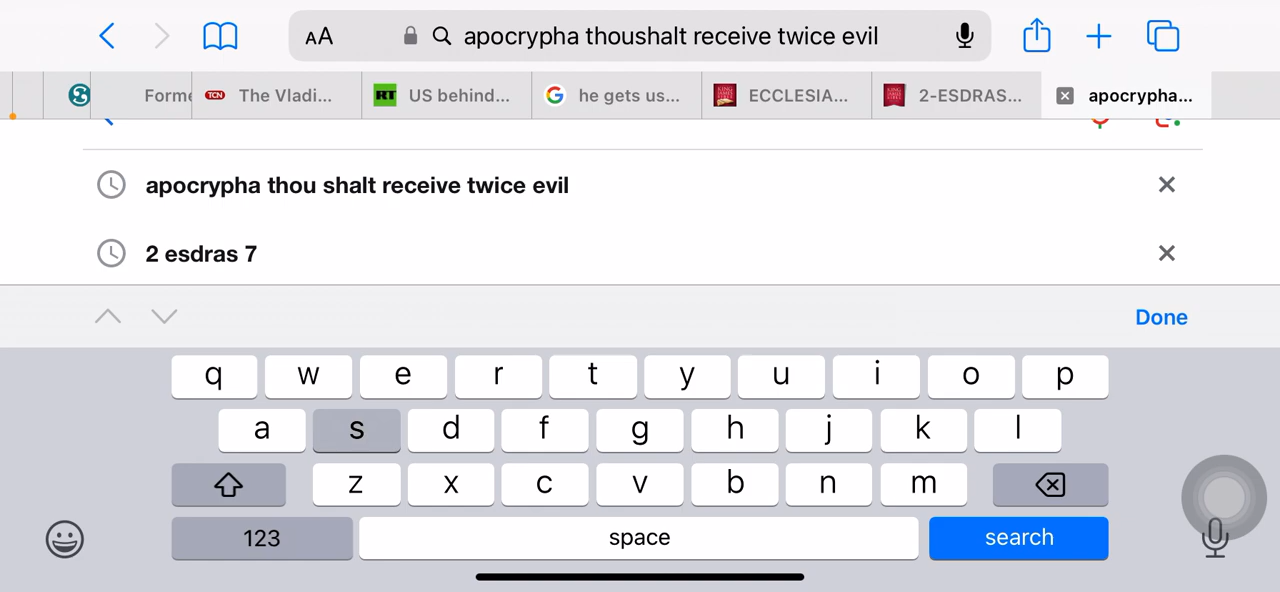 AA apocrypha thoushalt receive twice evil
Forme TCN The Vladi... RT US behind... he gets us... ECCLESIA... 2-ESDRAS... apocrypha...
apocrypha thou shalt receive twice evil
2 esdras 7
Done
q w e r t y u i o p
a s d f g h j k l
z x c v b n m
123 space search